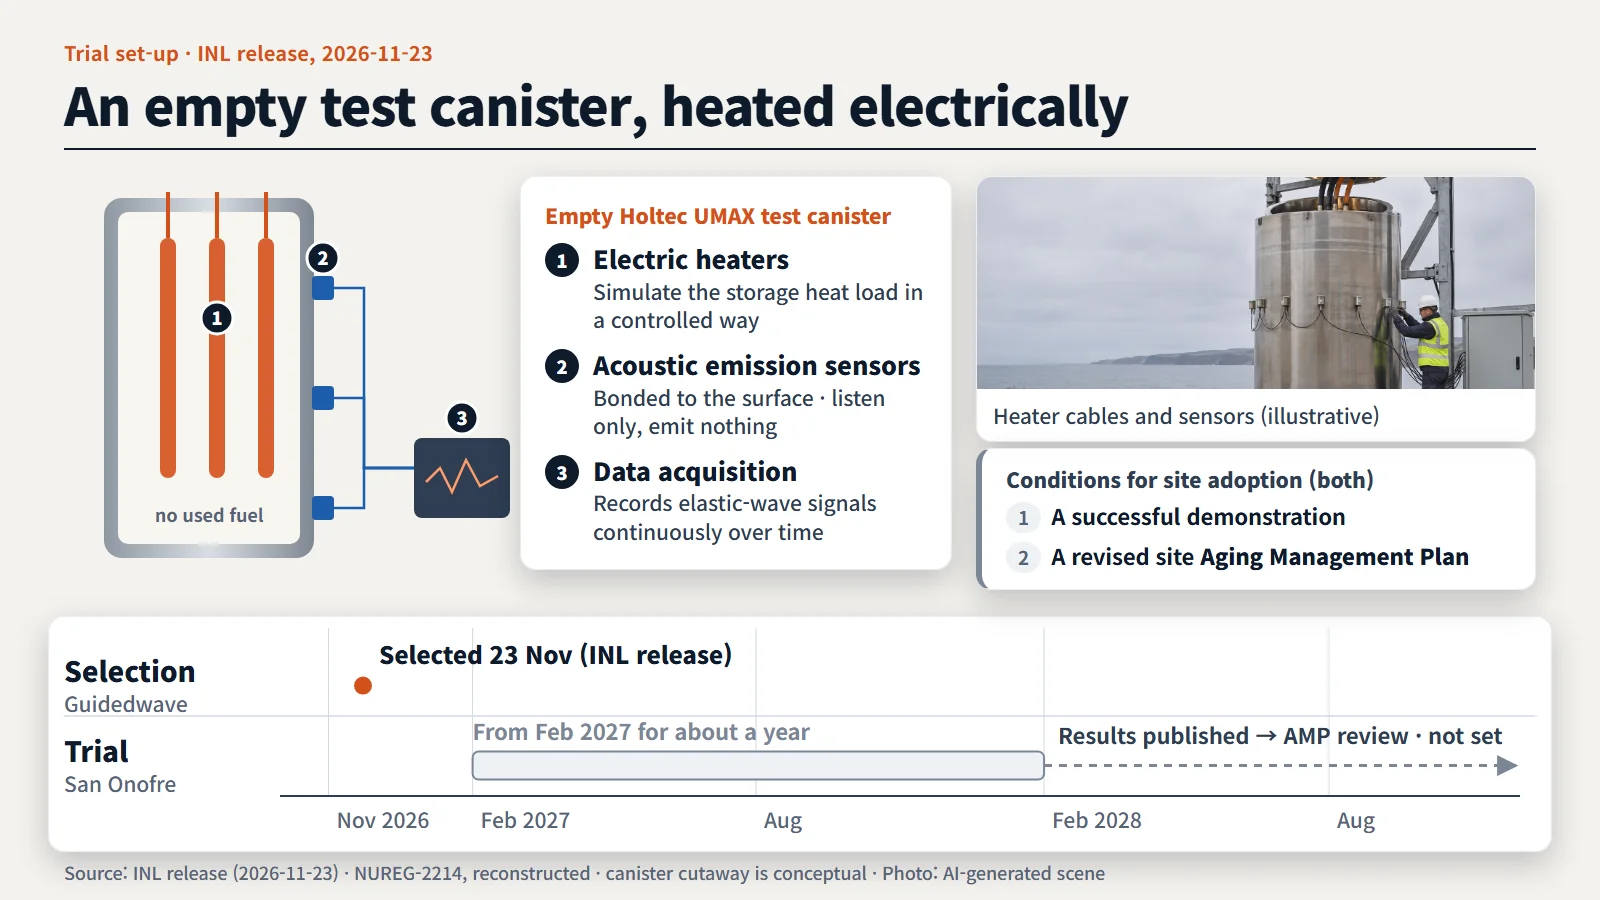 Trial set-up · INL release, 2026-11-23
An empty test canister, heated electrically
1
2
3
no used fuel
Empty Holtec UMAX test canister
1 Electric heaters
Simulate the storage heat load in
a controlled way
2 Acoustic emission sensors
Bonded to the surface · listen
only, emit nothing
3 Data acquisition
Records elastic-wave signals
continuously over time
Heater cables and sensors (illustrative)
Conditions for site adoption (both)
1 A successful demonstration
2 A revised site Aging Management Plan
Selection
Guidedwave
Selected 23 Nov (INL release)
Trial
San Onofre
From Feb 2027 for about a year
Results published → AMP review · not set
Nov 2026
Feb 2027
Aug
Feb 2028
Aug
Source: INL release (2026-11-23) · NUREG-2214, reconstructed · canister cutaway is conceptual · Photo: AI-generated scene